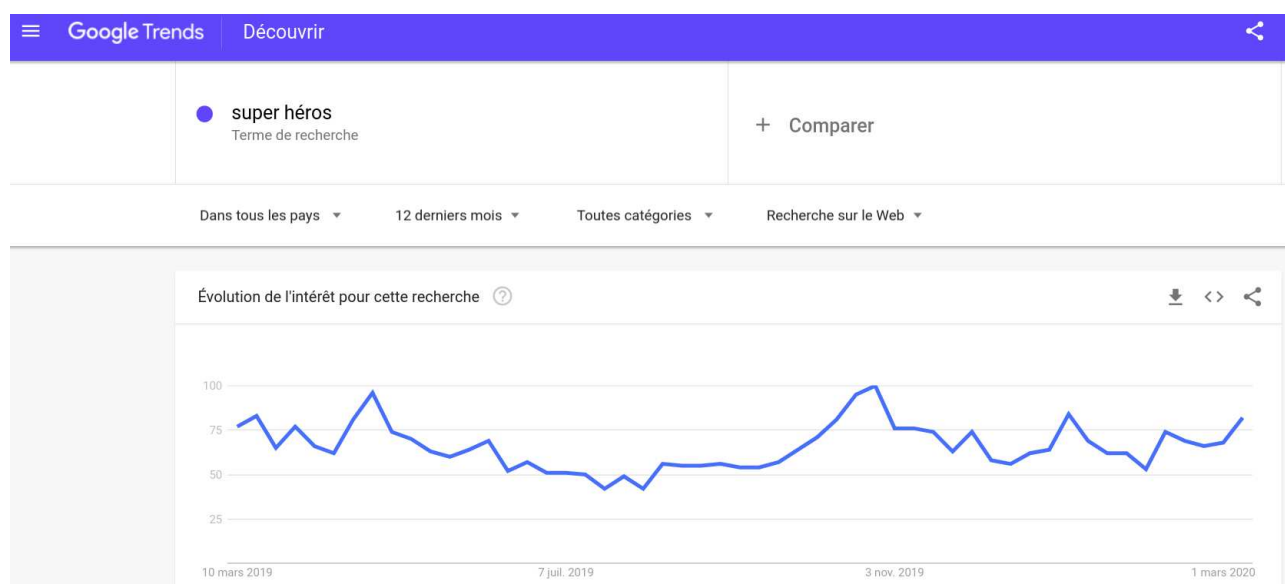 Google Trends Découvrir
super héros
Terme de recherche
+ Comparer
Dans tous les pays 12 derniers mois Toutes catégories Recherche sur le Web
Évolution de l'intérêt pour cette recherche ?
100
75
50
25
10 mars 2019 7 juil. 2019 3 nov. 2019 1 mars 2020